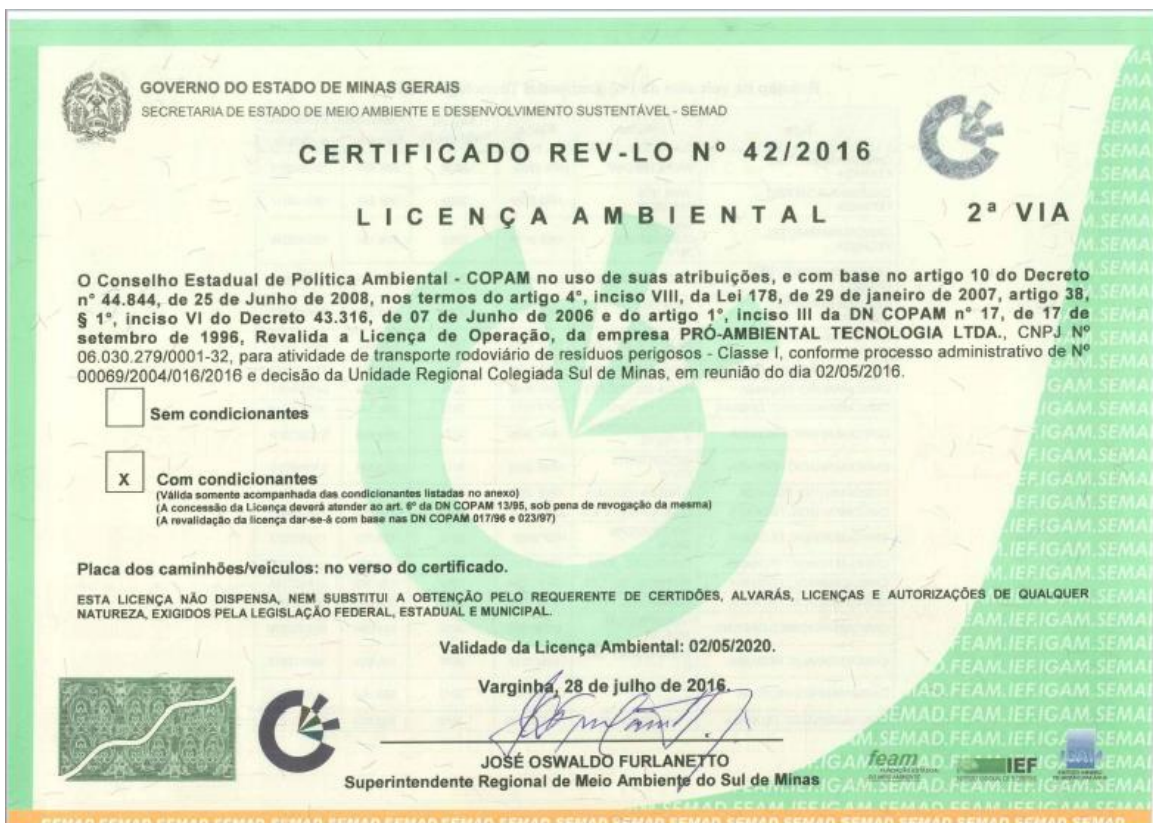 GOVERNO DO ESTADO DE MINAS GERAIS
SECRETARIA DE ESTADO DE MEIO AMBIENTE E DESENVOLVIMENTO SUSTENTÁVEL - SEMAD
CERTIFICADO REV-LO Nº 42/2016
LICENÇA AMBIENTAL 2ª VIA
O Conselho Estadual de Política Ambiental - COPAM no uso de suas atribuições, e com base no artigo 10 do Decreto
n° 44.844, de 25 de Junho de 2008, nos termos do artigo 4°, inciso VIII, da Lei 178, de 29 de janeiro de 2007, artigo 38,
§ 1°, inciso VI do Decreto 43.316, de 07 de Junho de 2006 e do artigo 1°, inciso III da DN COPAM n° 17, de 17 de
setembro de 1996, Revalida a Licença de Operação, da empresa PRÓ-AMBIENTAL TECNOLOGIA LTDA., CNPJ Nº
06.030.279/0001-32, para atividade de transporte rodoviário de resíduos perigosos - Classe I, conforme processo administrativo de Nº
00069/2004/016/2016 e decisão da Unidade Regional Colegiada Sul de Minas, em reunião do dia 02/05/2016.
Sem condicionantes
x Com condicionantes
(Válida somente acompanhada das condicionantes listadas no anexo)
(A concessão da Licença deverá atender ao art. 6º da DN COPAM 13/95, sob pena de revogação da mesma)
(A revalidação da licença dar-se-á com base nas DN COPAM 017/96 e 023/97)
Placa dos caminhões/veiculos: no verso do certificado.
ESTA LICENÇA NÃO DISPENSA, NEM SUBSTITUI A OBTENÇÃO PELO REQUERENTE DE CERTIDÕES, ALVARÁS, LICENÇAS E AUTORIZAÇÕES DE QUALQUER
NATUREZA, EXIGIDOS PELA LEGISLAÇÃO FEDERAL, ESTADUAL E MUNICIPAL.
Validade da Licença Ambiental: 02/05/2020.
Varginha, 28 de julho de 2016.
JOSÉ OSWALDO FURLANETTO
Superintendente Regional de Meio Ambiente do Sul de Minas
feam
IEF